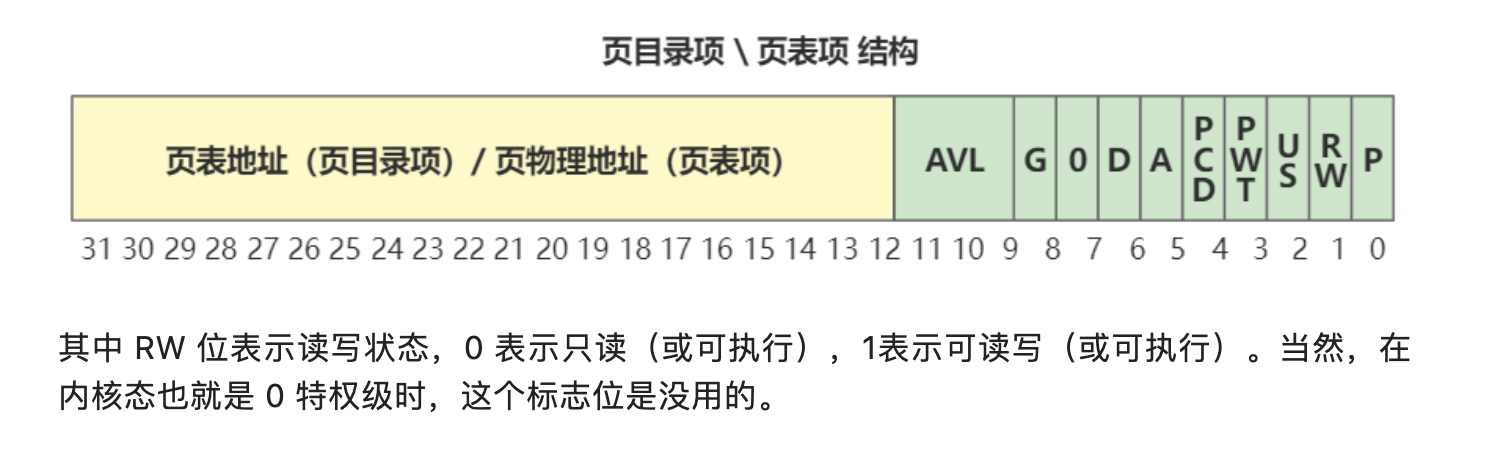 页目录项 \ 页表项 结构
页表地址（页目录项）/ 页物理地址（页表项） AVL G 0 D A PCD PWT US RW P
31 30 29 28 27 26 25 24 23 22 21 20 19 18 17 16 15 14 13 12 11 10 9 8 7 6 5 4 3 2 1 0
其中 RW 位表示读写状态，0 表示只读（或可执行），1表示可读写（或可执行）。当然，在
内核态也就是 0 特权级时，这个标志位是没用的。